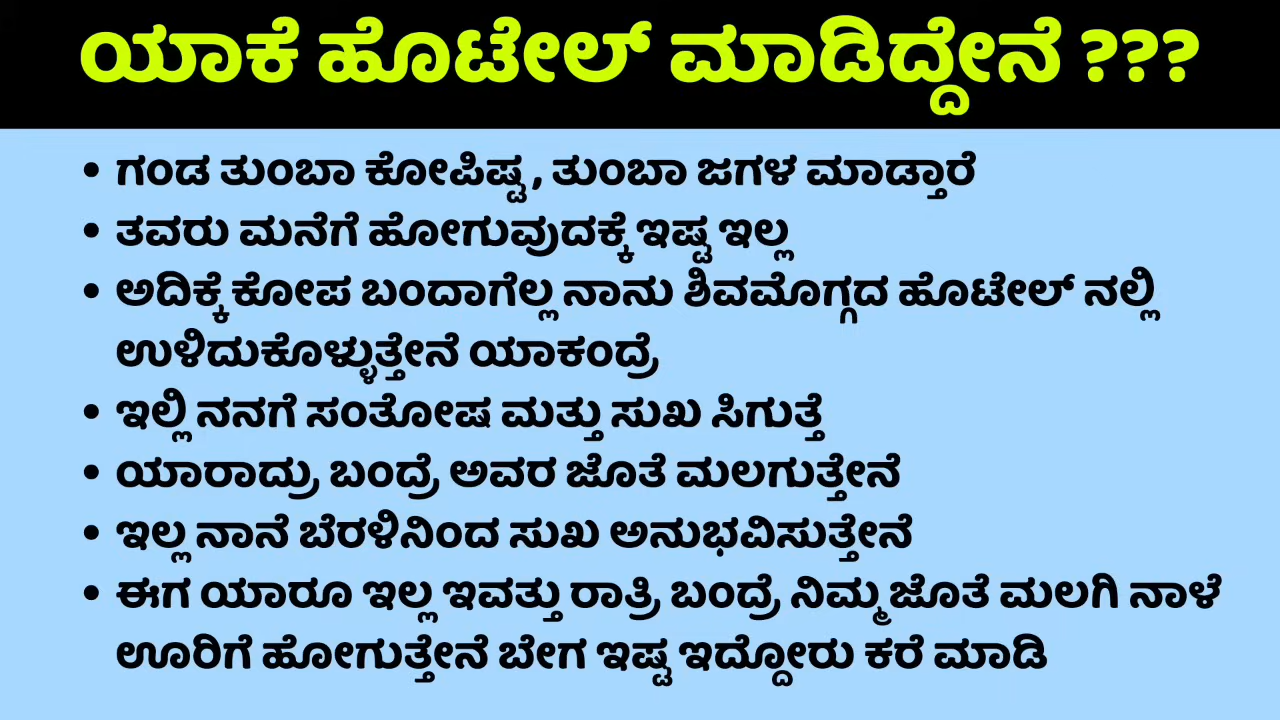 ಯಾಕೆ ಹೊಟೇಲ್ ಮಾಡಿದ್ದೇನೆ ???
• ಗಂಡ ತುಂಬಾ ಕೋಪಿಷ್ಟ, ತುಂಬಾ ಜಗಳ ಮಾಡ್ತಾರೆ
• ತವರು ಮನೆಗೆ ಹೋಗುವುದಕ್ಕೆ ಇಷ್ಟ ಇಲ್ಲ
• ಅದಿಕ್ಕೆ ಕೋಪ ಬಂದಾಗೆಲ್ಲ ನಾನು ಶಿವಮೊಗ್ಗದ ಹೊಟೇಲ್ ನಲ್ಲಿ
ಉಳಿದುಕೊಳ್ಳುತ್ತೇನೆ ಯಾಕಂದ್ರೆ
• ಇಲ್ಲಿ ನನಗೆ ಸಂತೋಷ ಮತ್ತು ಸುಖ ಸಿಗುತ್ತೆ
• ಯಾರಾದ್ರು ಬಂದ್ರೆ ಅವರ ಜೊತೆ ಮಲಗುತ್ತೇನೆ
• ಇಲ್ಲ ನಾನೆ ಬೆರಳಿನಿಂದ ಸುಖ ಅನುಭವಿಸುತ್ತೇನೆ
• ಈಗ ಯಾರೂ ಇಲ್ಲ ಇವತ್ತು ರಾತ್ರಿ ಬಂದ್ರೆ ನಿಮ್ಮ ಜೊತೆ ಮಲಗಿ ನಾಳೆ
ಊರಿಗೆ ಹೋಗುತ್ತೇನೆ ಬೇಗ ಇಷ್ಟ ಇದ್ದೋರು ಕರೆ ಮಾಡಿ